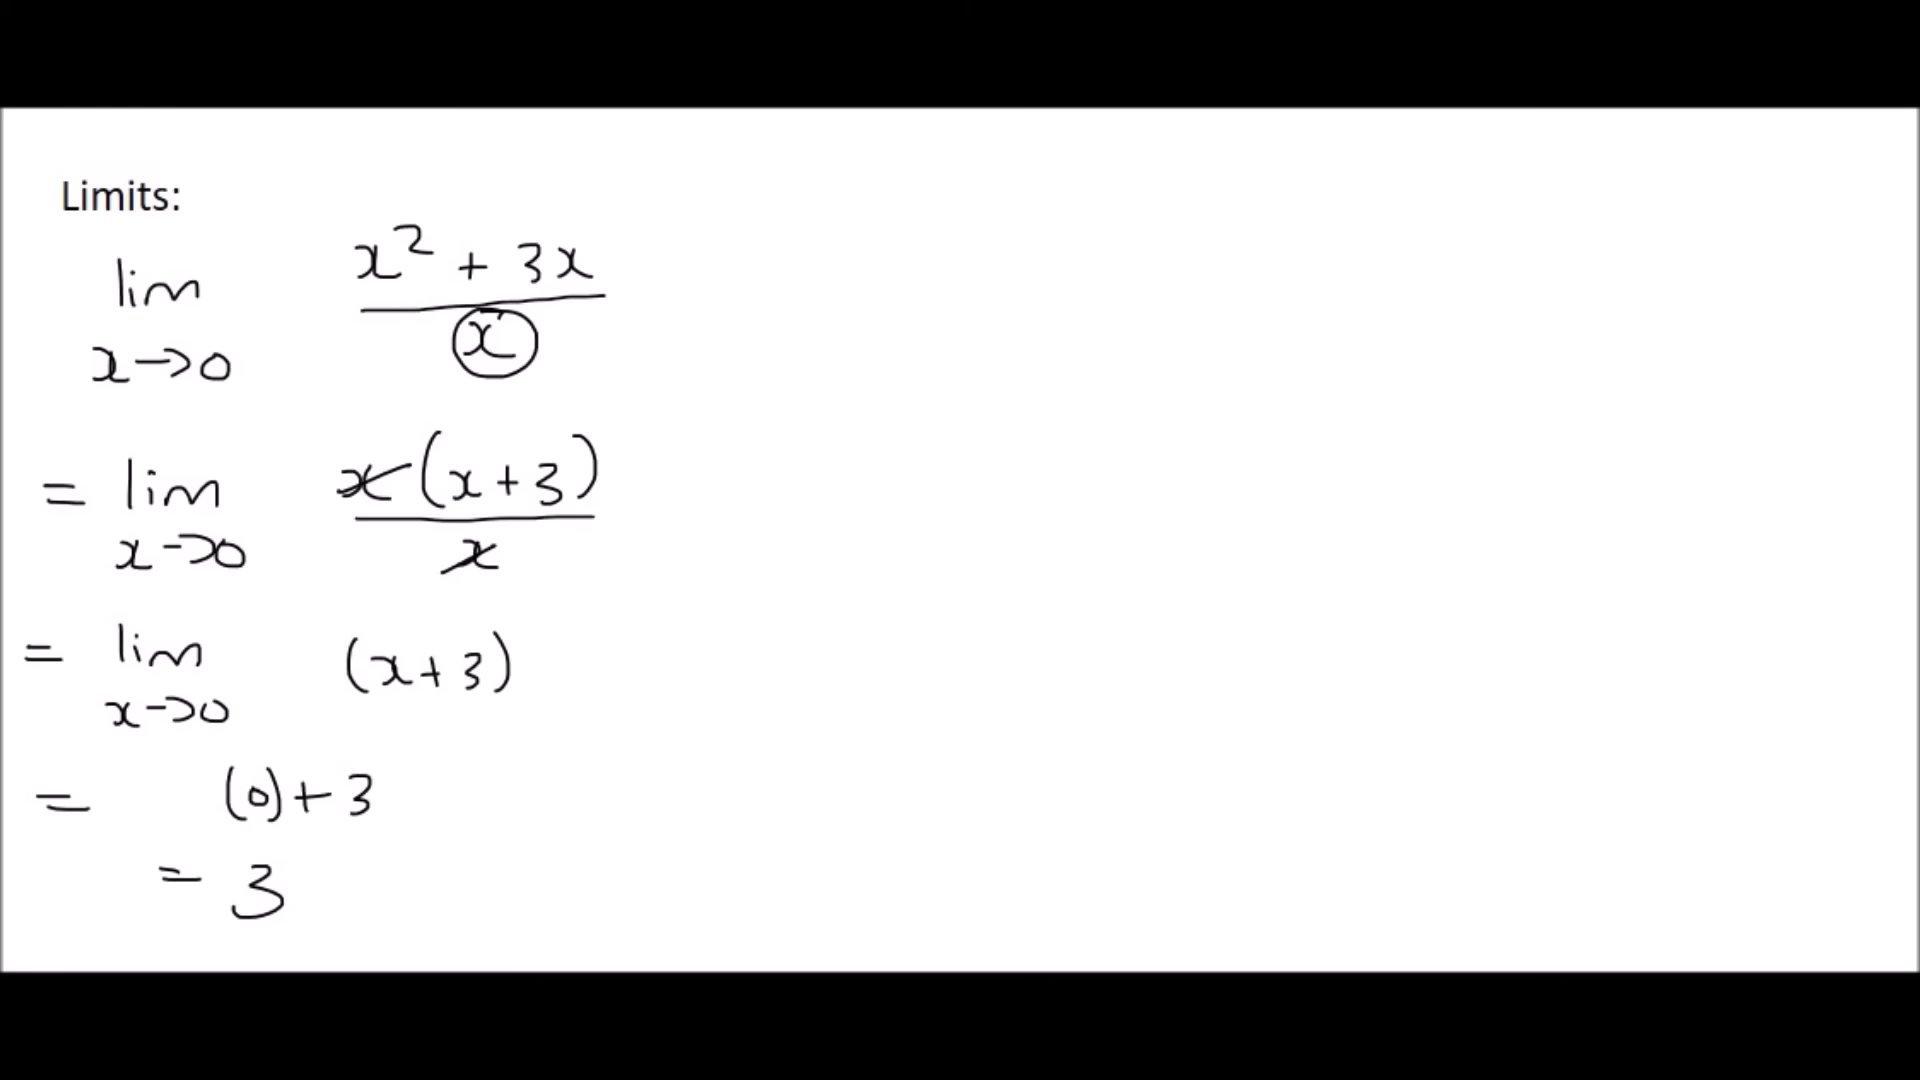 Limits:
lim x→0 x² + 3x / x
= lim x→0 x(x+3) / x
= lim x→0 (x+3)
= (0)+3
= 3